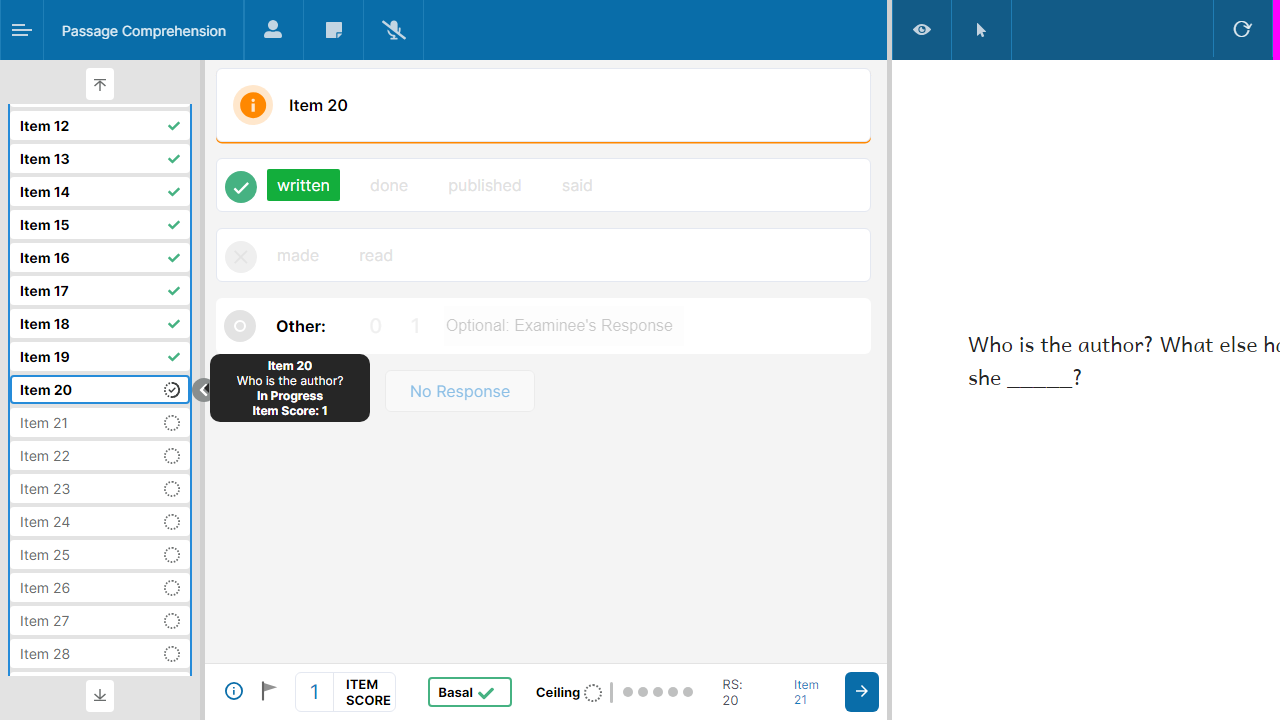 Passage Comprehension
Item 12
Item 13
Item 14
Item 15
Item 16
Item 17
Item 18
Item 19
Item 20
Item 21
Item 22
Item 23
Item 24
Item 25
Item 26
Item 27
Item 28
Item 20
written done published said
made read
Other: 0 1 Optional: Examinee's Response
Item 20
Who is the author?
In Progress
Item Score: 1
No Response
1 ITEM SCORE
Basal
Ceiling
RS: 20
Item 21
Who is the author? What else
she _____?